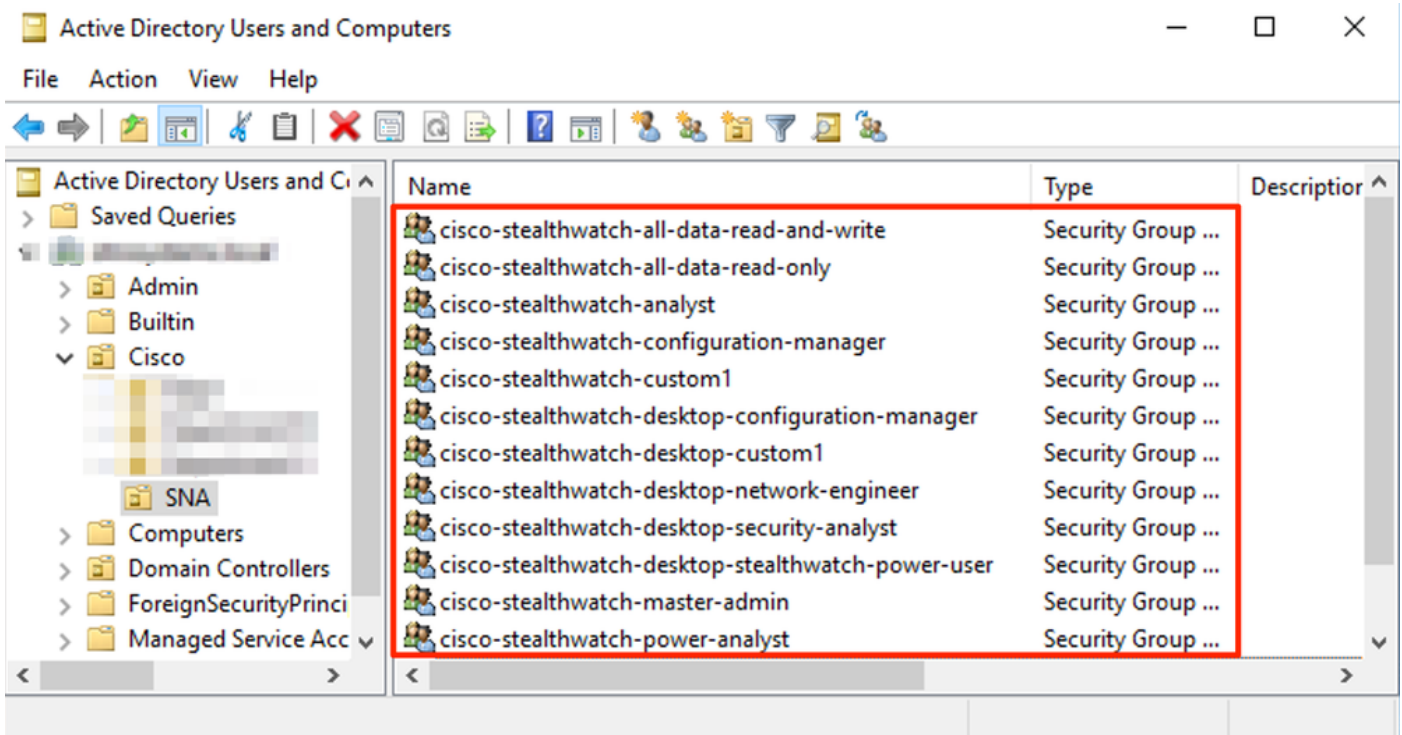 Active Directory Users and Computers
File Action View Help
Active Directory Users and C
Saved Queries
Admin
Builtin
Cisco
SNA
Computers
Domain Controllers
ForeignSecurityPrinci
Managed Service Acc
Name Type Description
cisco-stealthwatch-all-data-read-and-write Security Group ...
cisco-stealthwatch-all-data-read-only Security Group ...
cisco-stealthwatch-analyst Security Group ...
cisco-stealthwatch-configuration-manager Security Group ...
cisco-stealthwatch-custom1 Security Group ...
cisco-stealthwatch-desktop-configuration-manager Security Group ...
cisco-stealthwatch-desktop-custom1 Security Group ...
cisco-stealthwatch-desktop-network-engineer Security Group ...
cisco-stealthwatch-desktop-security-analyst Security Group ...
cisco-stealthwatch-desktop-stealthwatch-power-user Security Group ...
cisco-stealthwatch-master-admin Security Group ...
cisco-stealthwatch-power-analyst Security Group ...